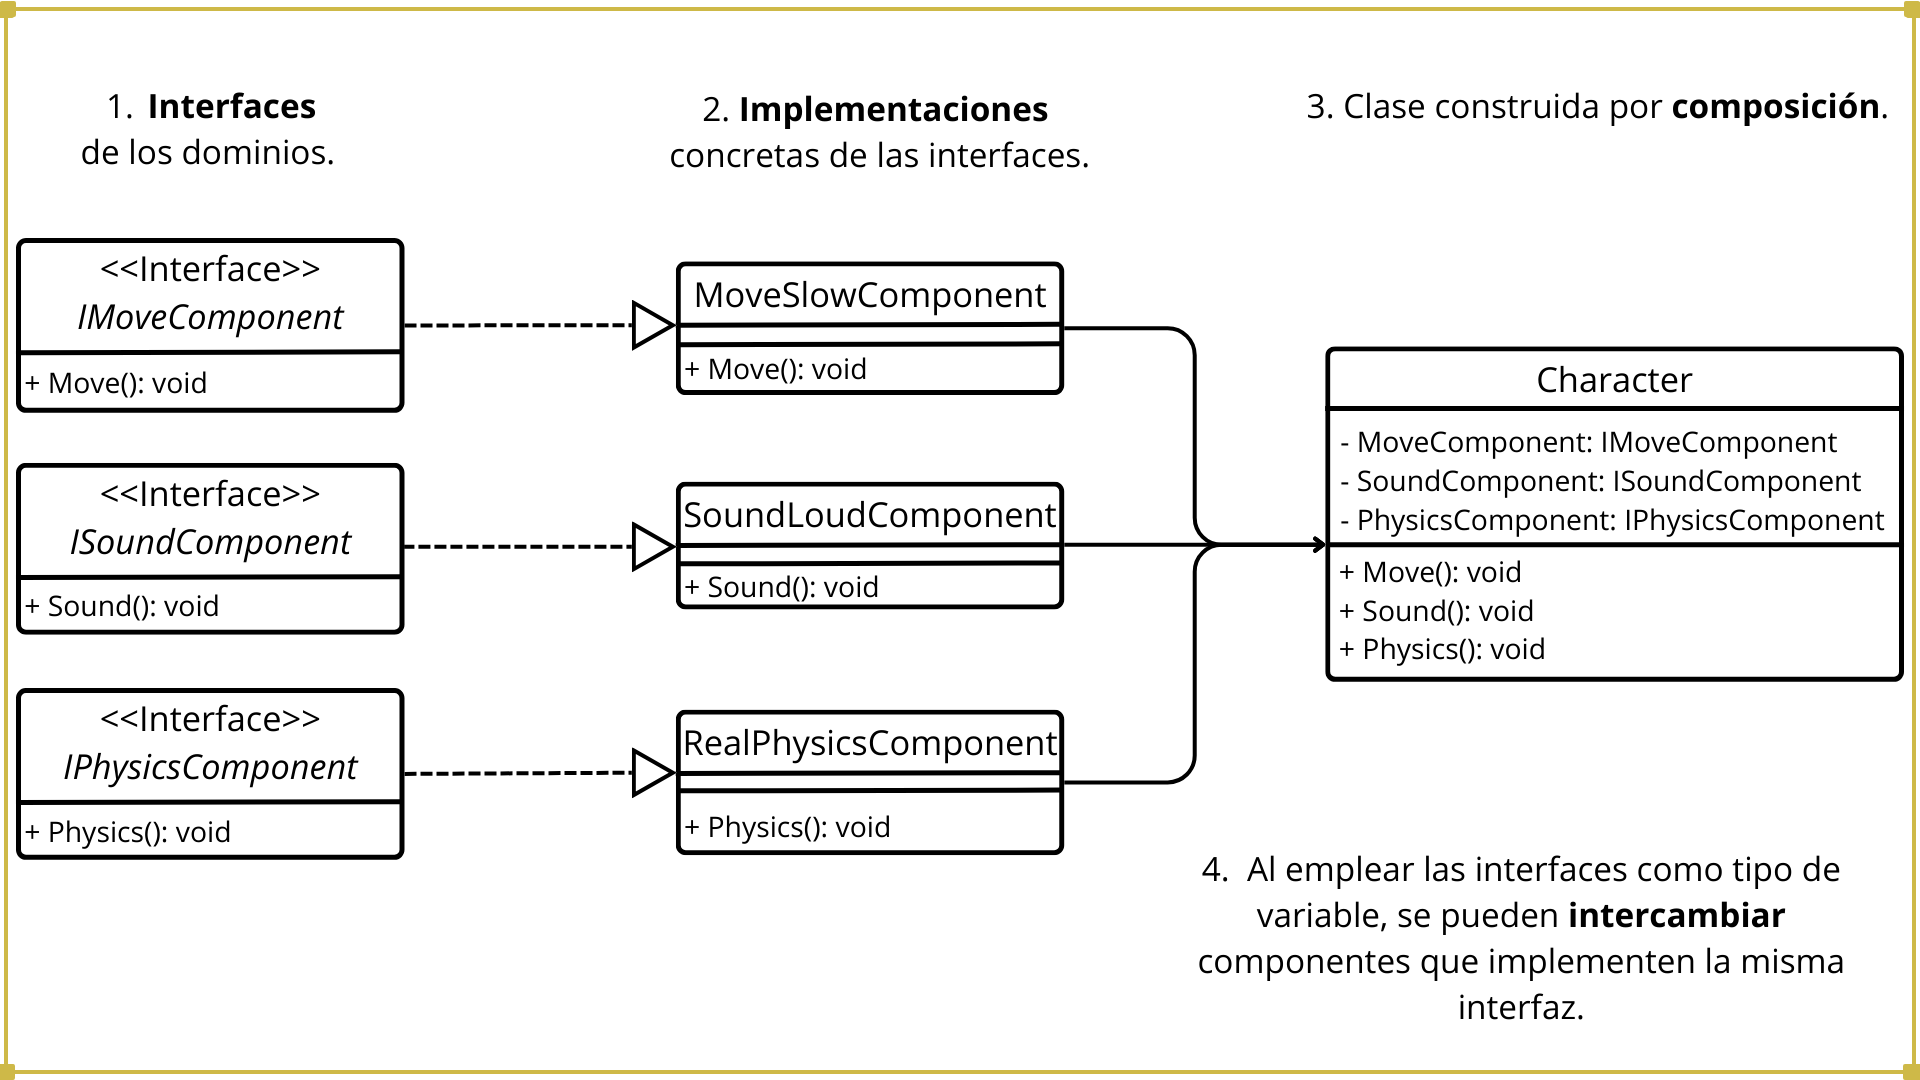 1. Interfaces
de los dominios.
2. Implementaciones
concretas de las interfaces.
3. Clase construida por composición.
<<Interface>>
IMoveComponent
+ Move(): void
<<Interface>>
ISoundComponent
+ Sound(): void
<<Interface>>
IPhysicsComponent
+ Physics(): void
MoveSlowComponent
+ Move(): void
SoundLoudComponent
+ Sound(): void
RealPhysicsComponent
+ Physics(): void
Character
- MoveComponent: IMoveComponent
- SoundComponent: ISoundComponent
- PhysicsComponent: IPhysicsComponent
+ Move(): void
+ Sound(): void
+ Physics(): void
4. Al emplear las interfaces como tipo de
variable, se pueden intercambiar
componentes que implementen la misma
interfaz.